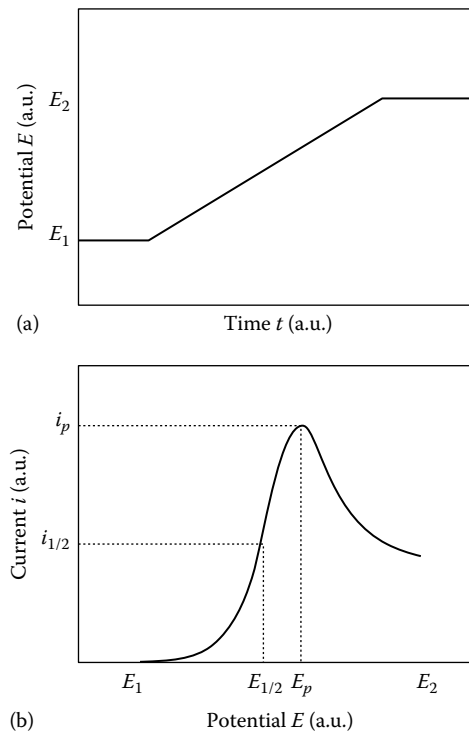 Potential E (a.u.)
E2
E1
(a)
Time t (a.u.)
Current i (a.u.)
ip
i1/2
E1
E1/2
Ep
E2
(b)
Potential E (a.u.)